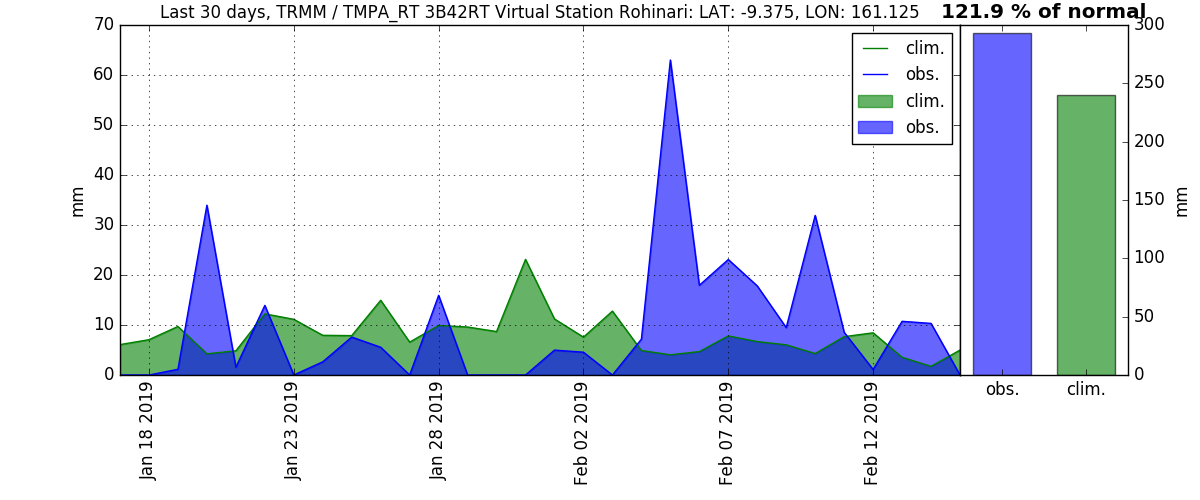 Last 30 days, TRMM / TMPA_RT 3B42RT Virtual Station Rohinari: LAT: -9.375, LON: 161.125
121.9 % of normal
70
60
50
40
30
20
10
0
mm
clim.
obs.
clim.
obs.
300
250
200
150
100
50
0
mm
Jan 18 2019
Jan 23 2019
Jan 28 2019
Feb 02 2019
Feb 07 2019
Feb 12 2019
obs.
clim.